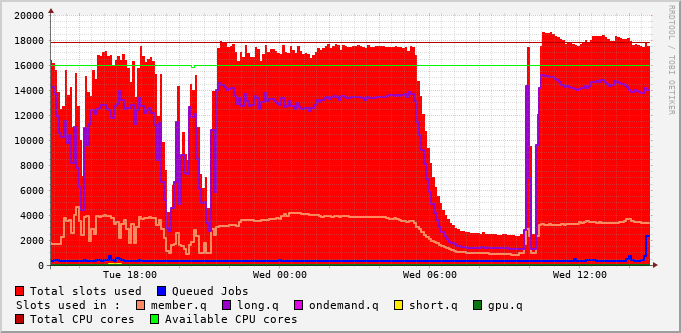 20000
18000
16000
14000
12000
10000
8000
6000
4000
2000
0
Tue 18:00 Wed 00:00 Wed 06:00 Wed 12:00
RRDTOOL / TOBI OETIKER
Total slots used Queued Jobs
Slots used in : member.q long.q ondemand.q short.q gpu.q
Total CPU cores Available CPU cores